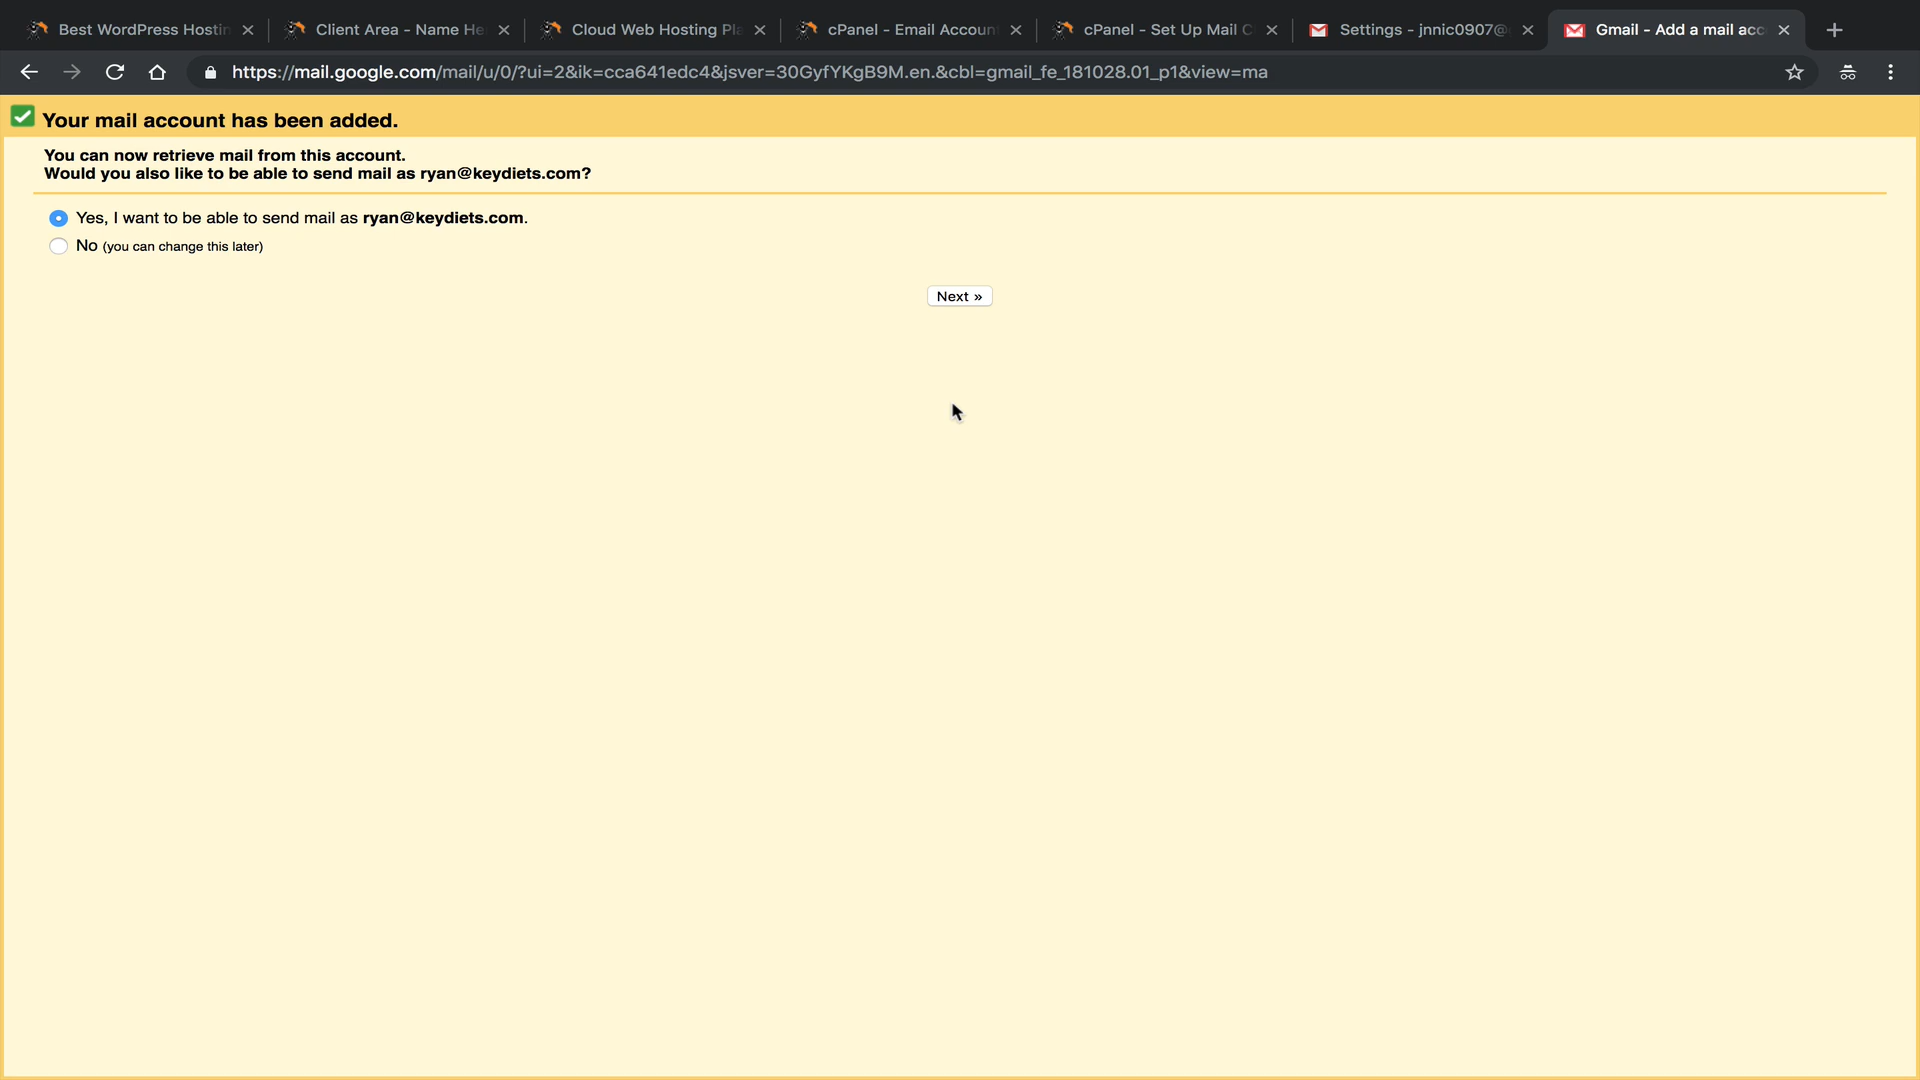 Best WordPress Hostin
Client Area - Name He
Cloud Web Hosting Pla
cPanel - Email Accoun
cPanel - Set Up Mail C
Settings - jnnic0907@
Gmail - Add a mail acc
https://mail.google.com/mail/u/0/?ui=2&ik=cca641edc4&jsver=30GyfYKgB9M.en.&cbl=gmail_fe_181028.01_p1&view=ma
Your mail account has been added.
You can now retrieve mail from this account.
Would you also like to be able to send mail as ryan@keydiets.com?
Yes, I want to be able to send mail as ryan@keydiets.com.
No (you can change this later)
Next »